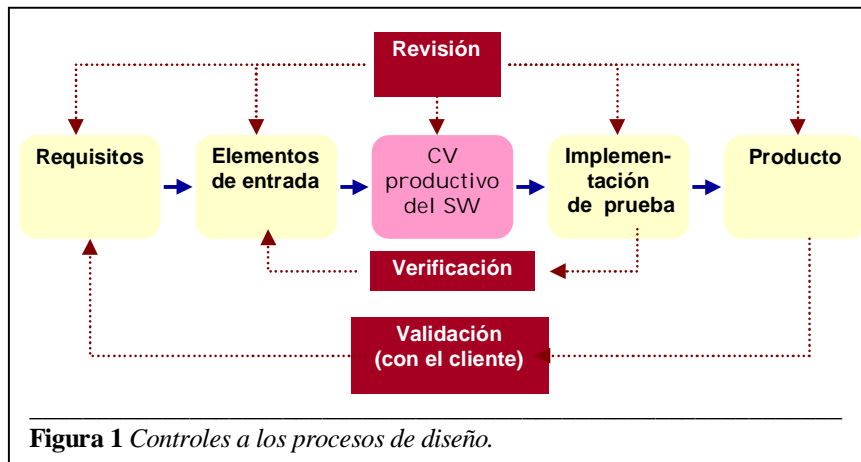 Revisión
Requisitos
Elementos
de entrada
CV
productivo
del SW
Implemen-
tación
de prueba
Producto
Verificación
Validación
(con el cliente)
Figura 1 Controles a los procesos de diseño.